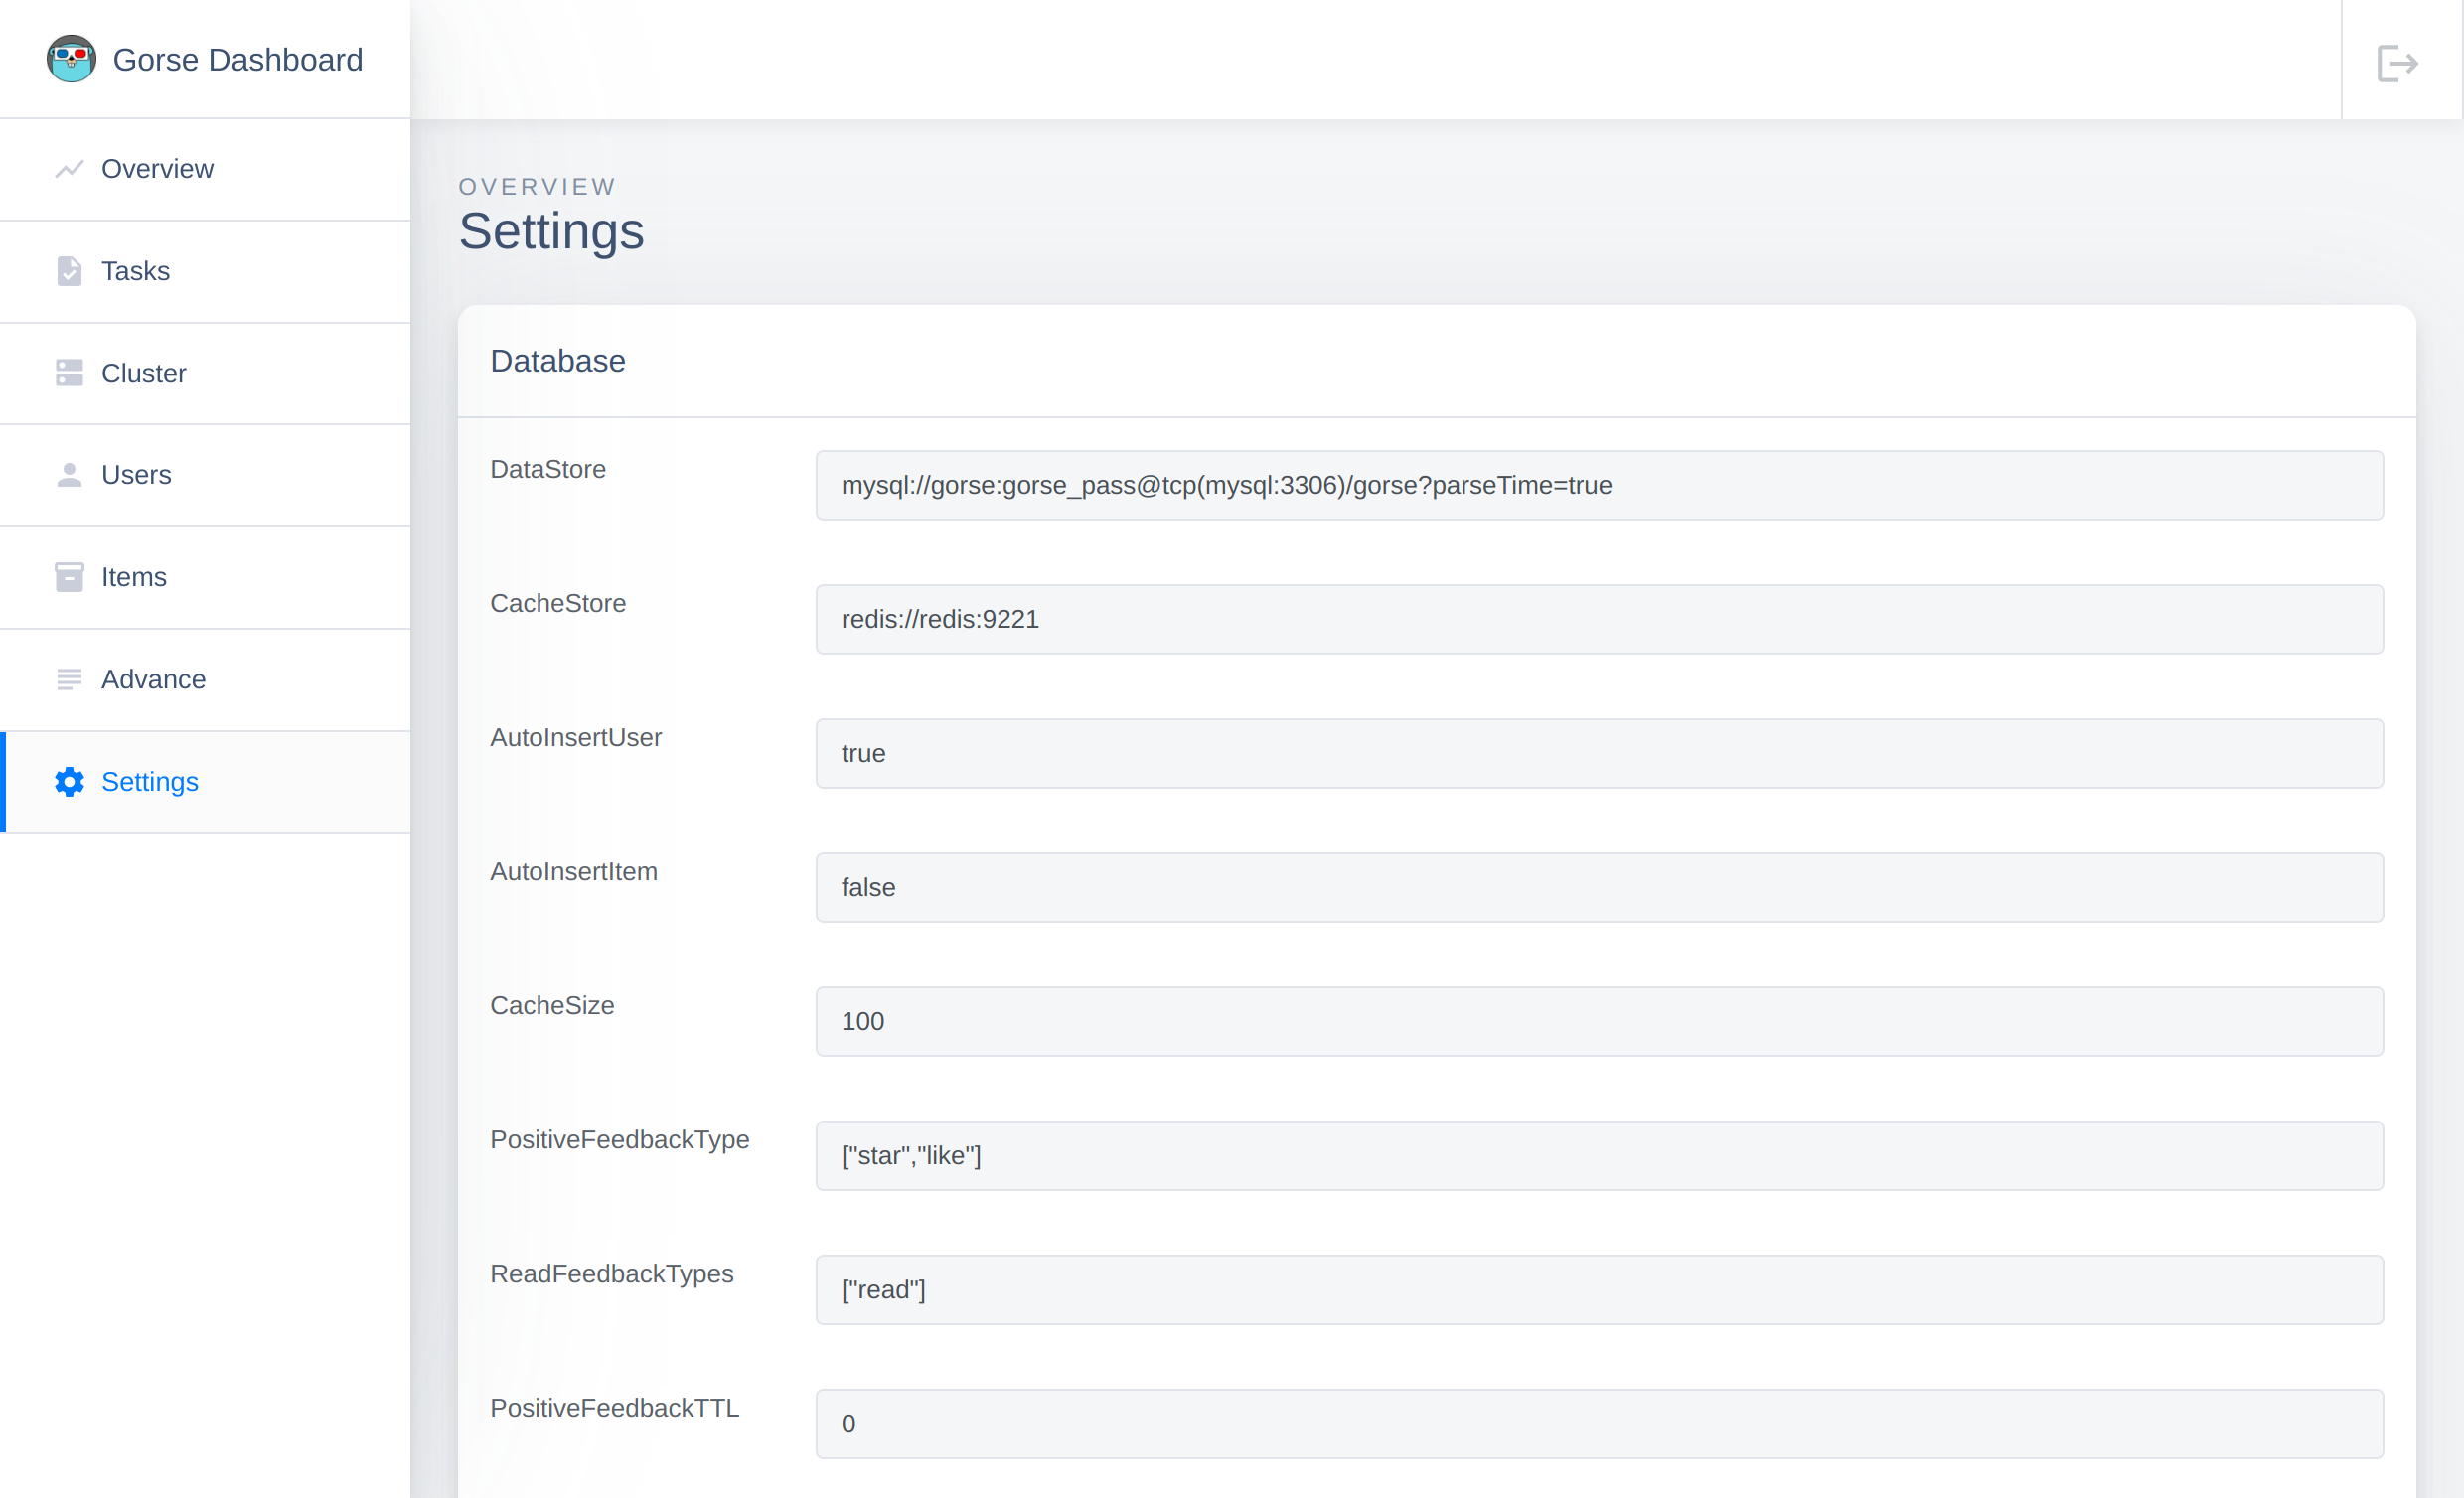 Gorse Dashboard
Overview
Tasks
Cluster
Users
Items
Advance
Settings
OVERVIEW
Settings
Database
DataStore
mysql://gorse:gorse_pass@tcp(mysql:3306)/gorse?parseTime=true
CacheStore
redis://redis:9221
AutoInsertUser
true
AutoInsertItem
false
CacheSize
100
PositiveFeedbackType
["star","like"]
ReadFeedbackTypes
["read"]
PositiveFeedbackTTL
0